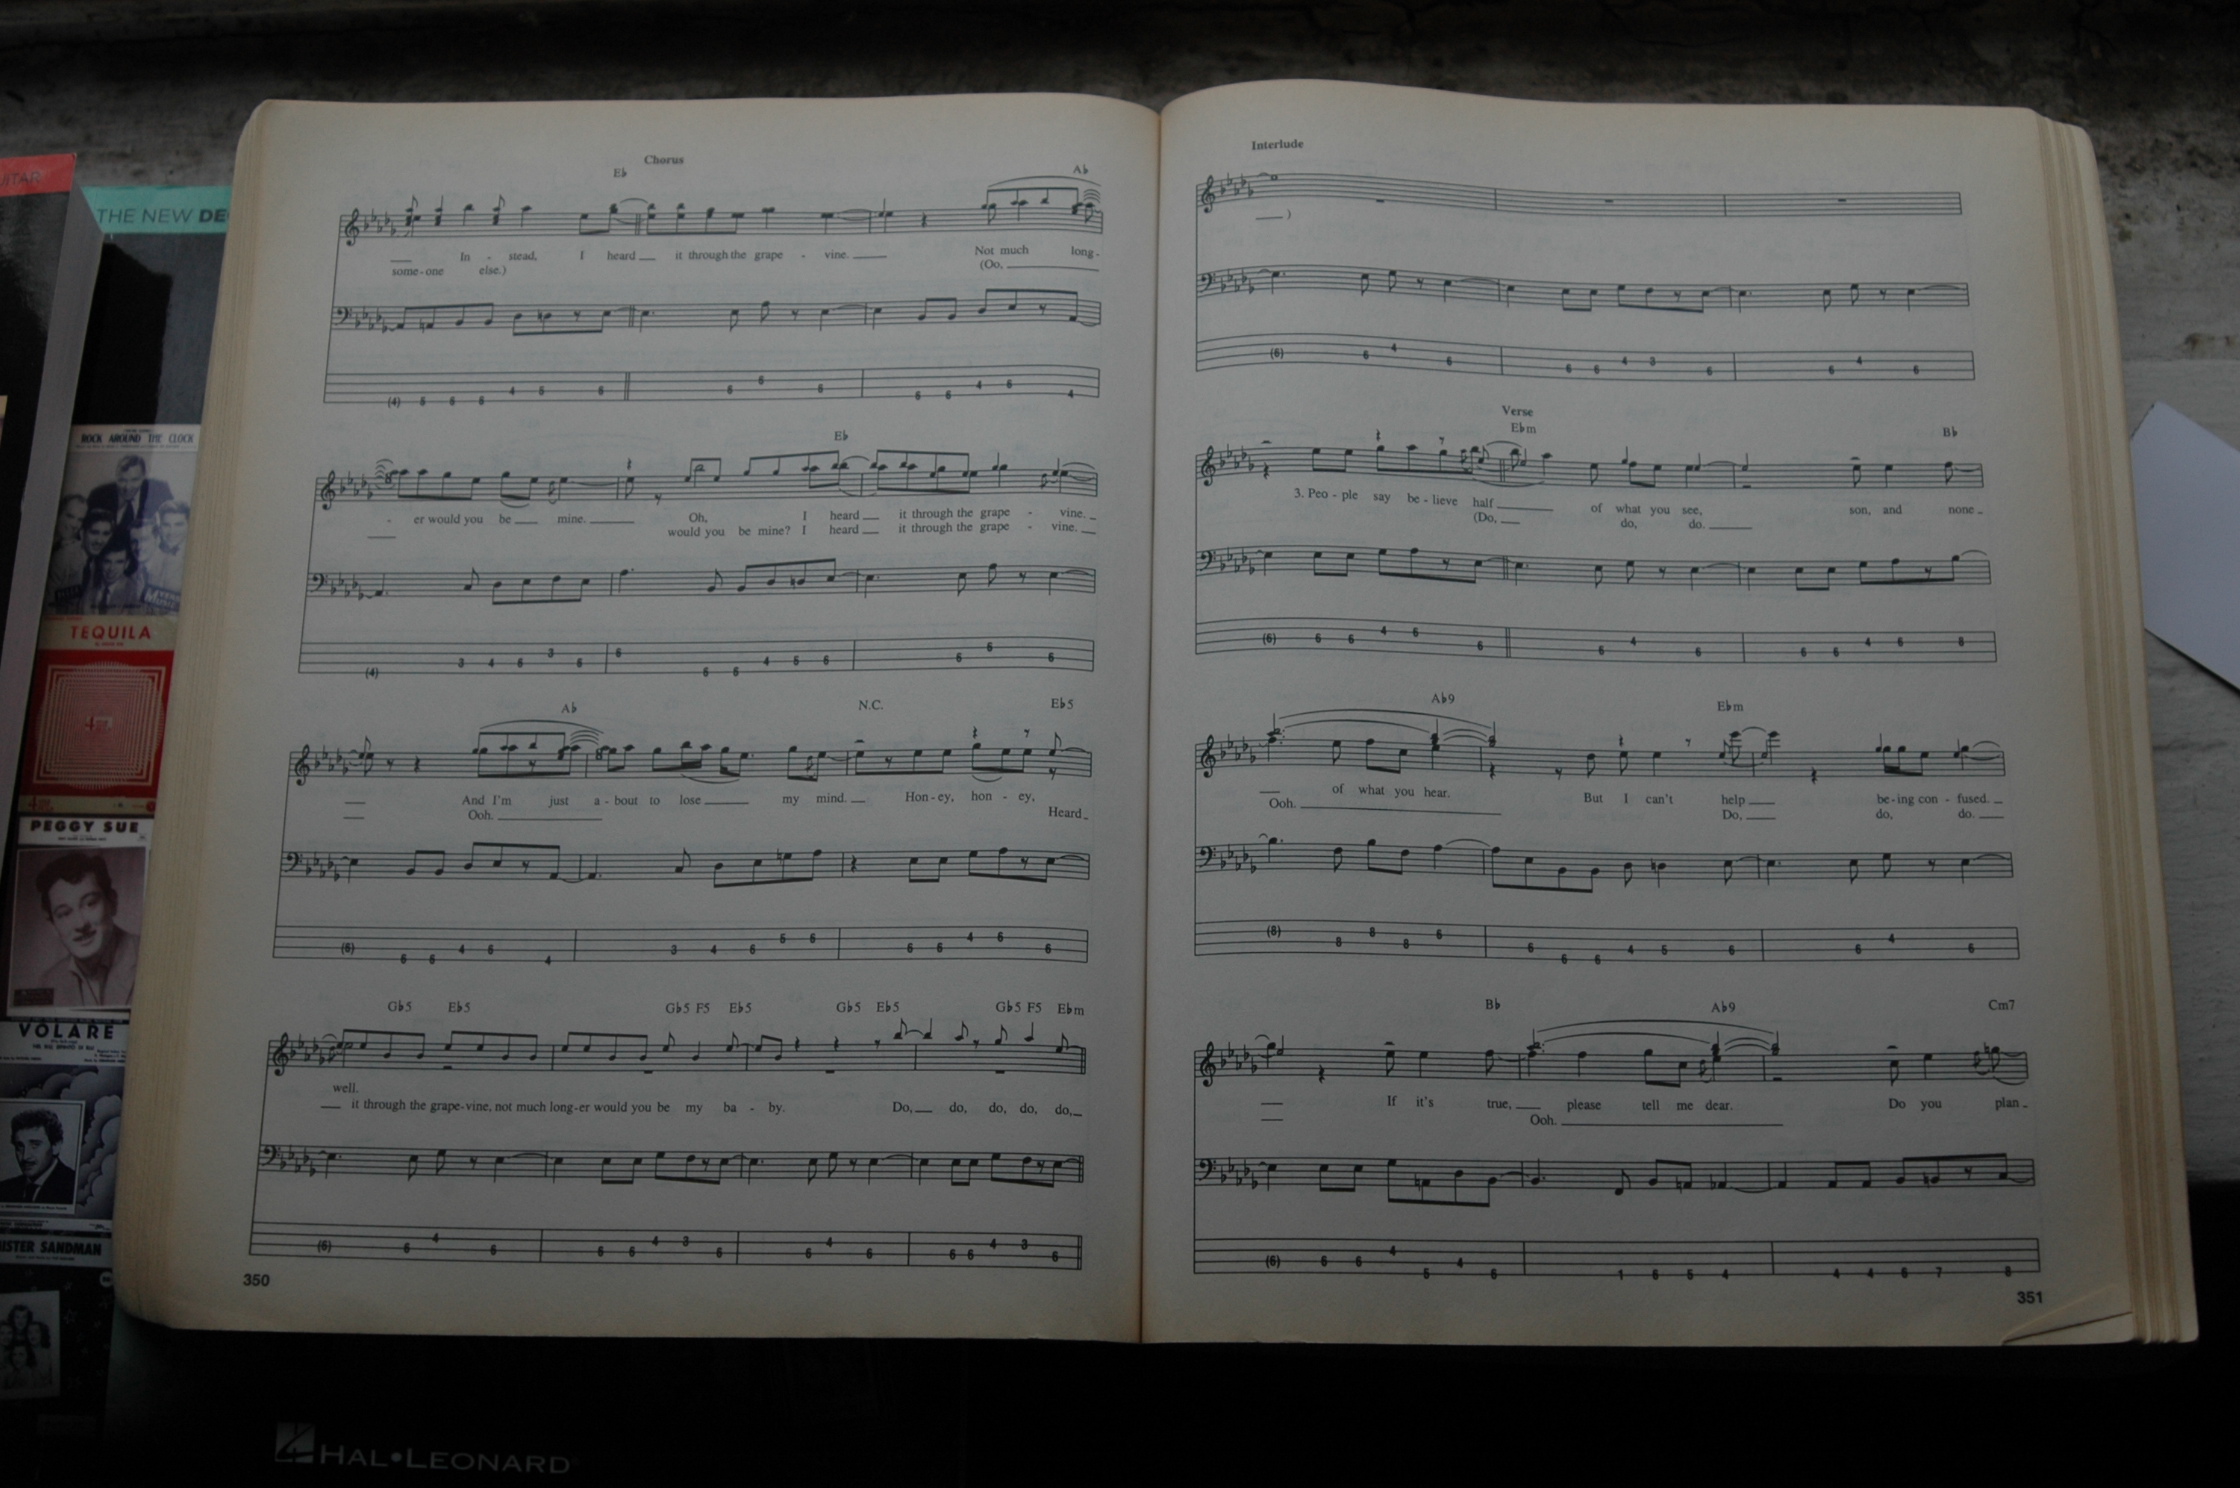 UITAR
THE NEW DE
ROCK AROUND THE CLOCK
TEQUILA
PEGGY SUE
VOLARE
ISTER SANDMAN
Chorus
E♭ A♭
In - stead, I heard it through the grape - vine. Not much long-
some-one else.) (Oo,
(4) 5 6 6 4 5 6 6 6 6 6 6 4 6 4
E♭
- er would you be mine. Oh, I heard it through the grape - vine.
would you be mine? I heard it through the grape - vine.
(4) 3 4 6 3 6 6 6 6 4 5 6 6 6 6
A♭ N.C. E♭5
And I'm just a - bout to lose my mind. Hon - ey, hon - ey,
Ooh. Heard
(6) 6 6 4 6 4 3 4 6 5 6 6 6 4 6 6
G♭5 E♭5 G♭5 F5 E♭5 G♭5 E♭5 G♭5 F5 E♭m
well.
it through the grape-vine, not much long-er would you be my ba - by. Do, do, do, do, do,
(6) 6 4 6 6 6 4 3 6 6 4 6 6 6 4 3 6
350
Interlude
)
(6) 6 4 6 6 6 4 3 6 6 4 6
Verse
E♭m B♭
3. Peo - ple say be - lieve half of what you see, son, and none
(Do, do, do.
(6) 6 6 4 6 6 6 4 6 6 6 4 6 8
A♭9 E♭m
of what you hear. But I can't help be - ing con - fused.
Ooh. Do, do, do.
(8) 8 8 8 6 6 6 6 4 5 6 6 4 6
B♭ A♭9 Cm7
If it's true, please tell me dear. Do you plan
Ooh.
(6) 6 6 4 5 4 6 1 6 5 4 4 4 6 7 8
351
HAL•LEONARD